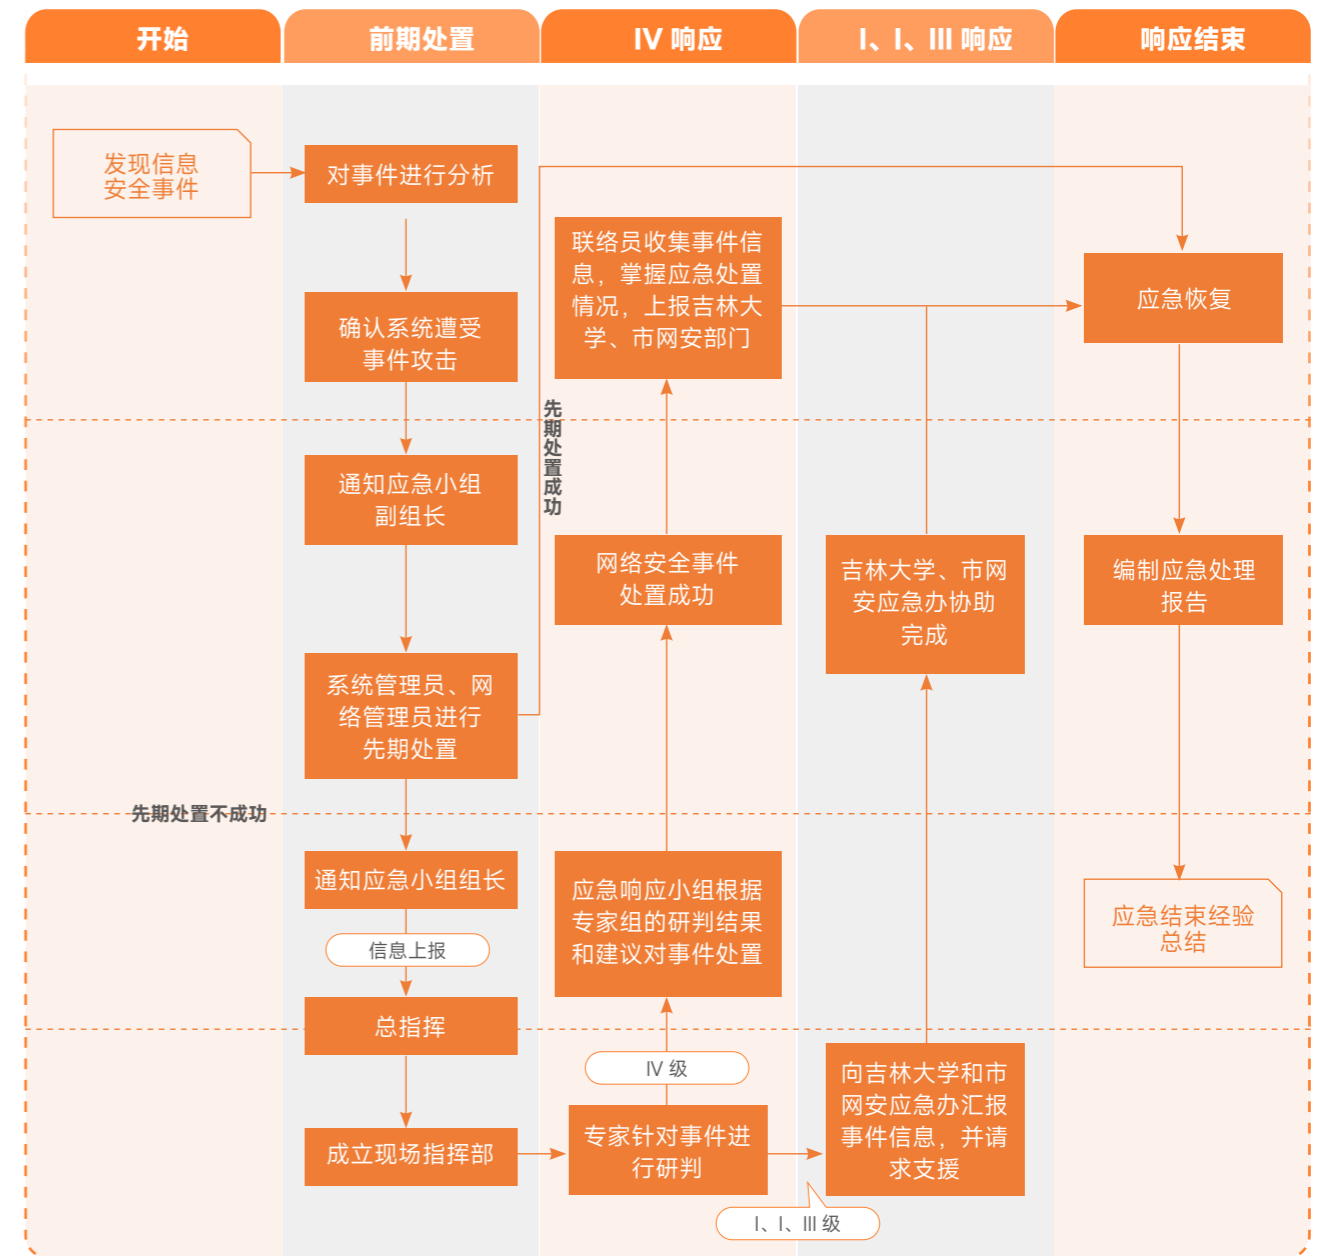 开始
前期处置
IV 响应
I、I、III 响应
响应结束
发现信息
安全事件
对事件进行分析
确认系统遭受
事件攻击
通知应急小组
副组长
系统管理员、网
络管理员进行
先期处置
先期处置成功
先期处置不成功
通知应急小组组长
信息上报
总指挥
成立现场指挥部
联络员收集事件信
息，掌握应急处置
情况，上报吉林大
学、市网安部门
网络安全事件
处置成功
应急响应小组根据
专家组的研判结果
和建议对事件处置
IV 级
专家针对事件进
行研判
I、I、III 级
吉林大学、市网
安应急办协助
完成
向吉林大学和市
网安应急办汇报
事件信息，并请
求支援
应急恢复
编制应急处理
报告
应急结束经验
总结